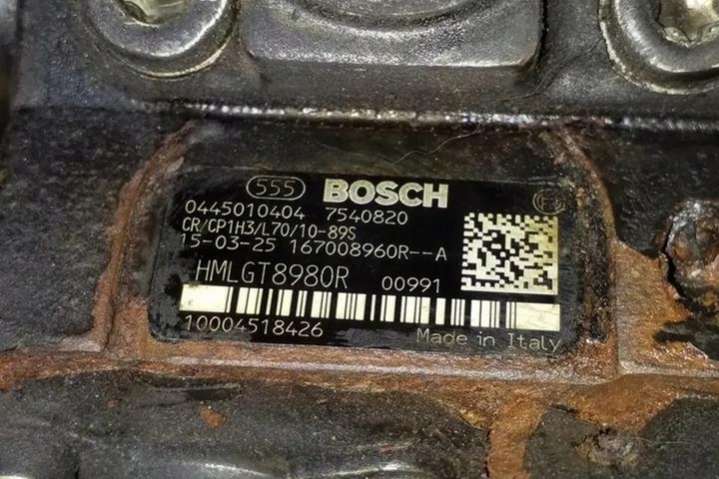 555 BOSCH
0445010404 7540820
CR/CP1H3/L70/10-89S
15-03-25 167008960R--A
HMLGT8980R 00991
10004518426
Made in Italy